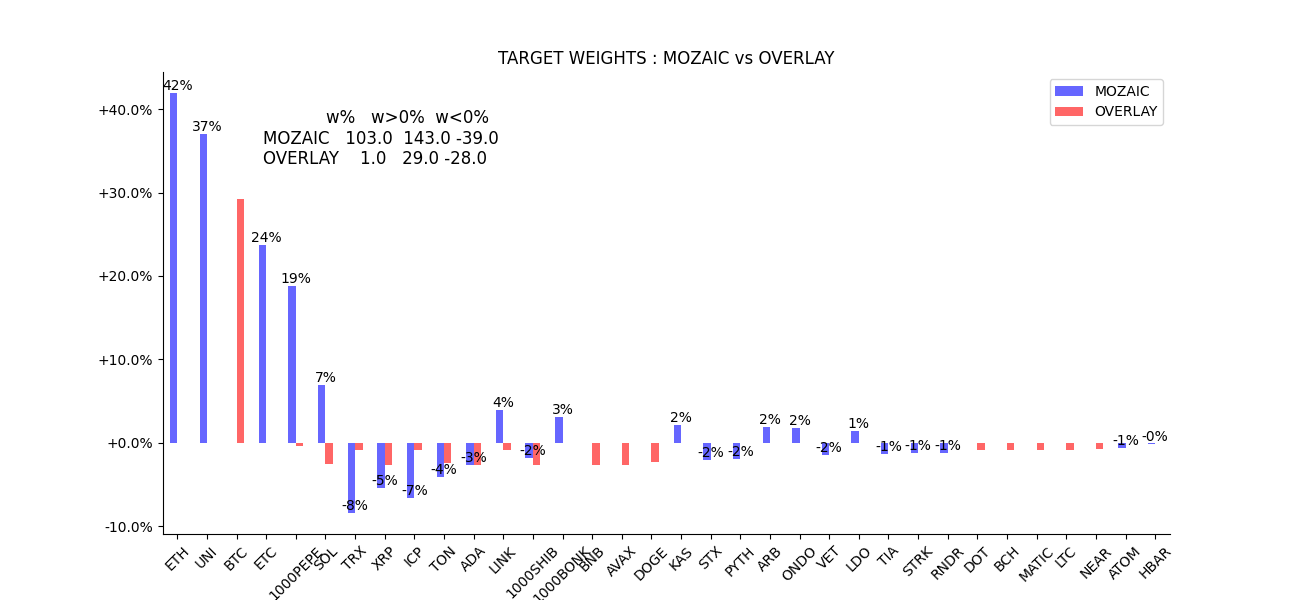 TARGET WEIGHTS : MOZAIC vs OVERLAY
MOZAIC
OVERLAY
w% w>0% w<0%
MOZAIC 103.0 143.0 -39.0
OVERLAY 1.0 29.0 -28.0
+40.0%
+30.0%
+20.0%
+10.0%
+0.0%
-10.0%
42%
37%
24%
19%
7%
-8%
-5%
-7%
-4%
-3%
4%
-2%
3%
2%
-2%
-2%
2%
2%
-2%
1%
-1%
-1%
-1%
-1%
-0%
ETH
UNI
BTC
ETC
1000PEPE
SOL
TRX
XRP
ICP
TON
ADA
LINK
1000SHIB
1000BONK
BNB
AVAX
DOGE
KAS
STX
PYTH
ARB
ONDO
VET
LDO
TIA
STRK
RNDR
DOT
BCH
MATIC
LTC
NEAR
ATOM
HBAR